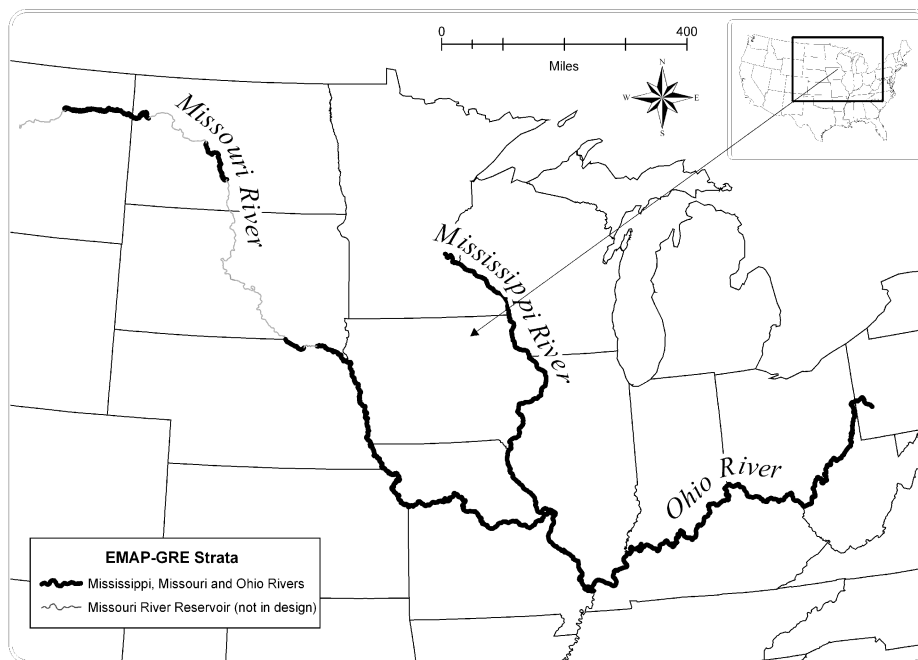 0 400
Miles
N
W E
S
Missouri River
Mississippi River
Ohio River
EMAP-GRE Strata
Mississippi, Missouri and Ohio Rivers
Missouri River Reservoir (not in design)